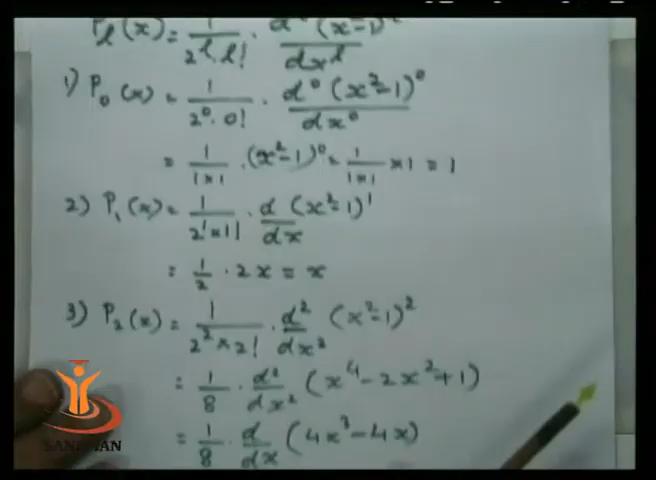 Pℓ(x) = 1/(2^ℓ · ℓ!) · d^ℓ (x²-1)^ℓ / dx^ℓ
1) P₀(x) = 1/(2⁰ · 0!) · d⁰(x²-1)⁰ / dx⁰
= 1/(1×1) · (x²-1)⁰ = 1/(1×1) × 1 = 1
2) P₁(x) = 1/(2¹×1!) · d/dx (x²-1)¹
= 1/2 · 2x = x
3) P₂(x) = 1/(2²×2!) · d²/dx² (x²-1)²
= 1/8 · d²/dx² (x⁴ - 2x² + 1)
= 1/8 · d/dx (4x³ - 4x)